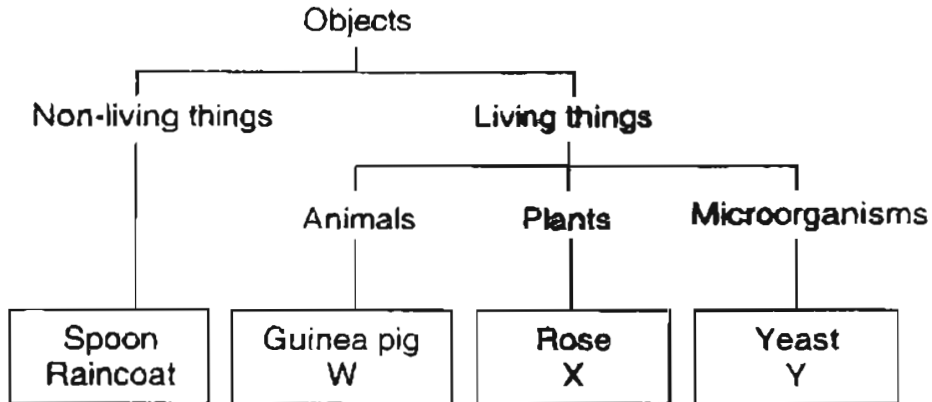 Objects
Non-living things
Living things
Animals
Plants
Microorganisms
Spoon
Raincoat
Guinea pig
W
Rose
X
Yeast
Y